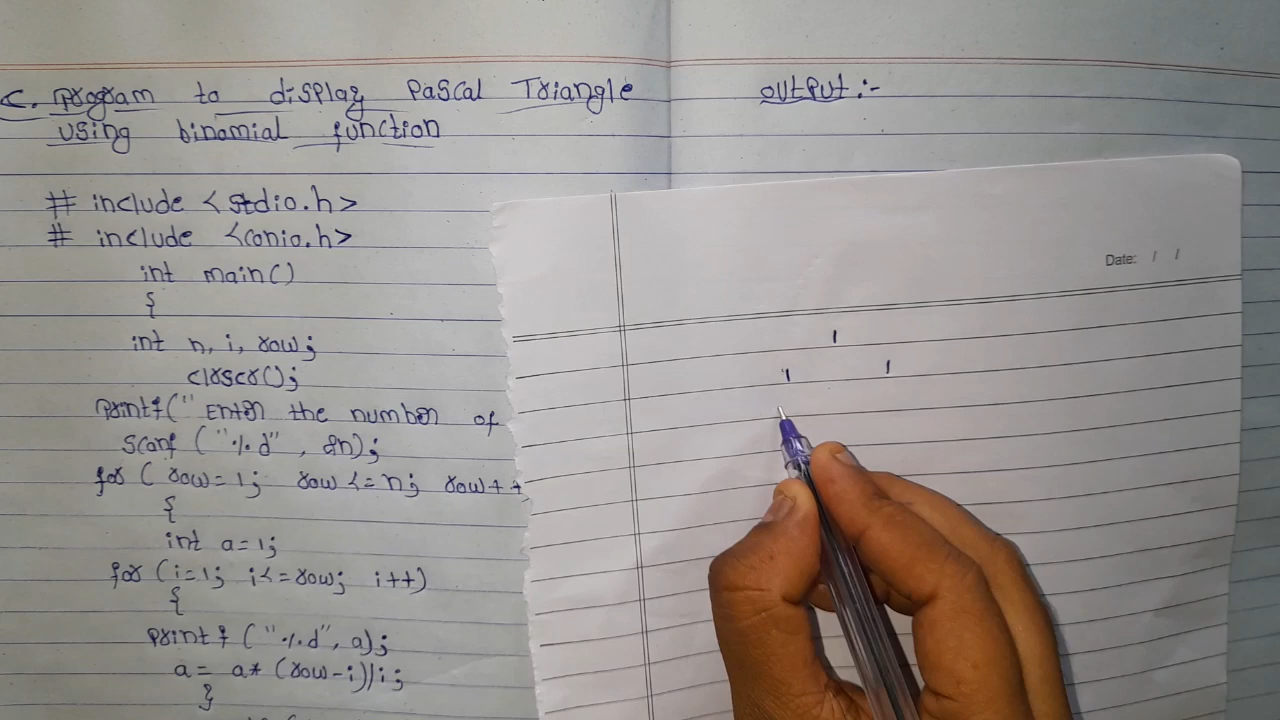 C. Program to display Pascal Triangle
using binamial function
output:-
# include <stdio.h>
# include <conio.h>
int main()
{
int n, i, row;
clrscr();
printf("Enter the number of
scanf ("%d", &n);
for ( row=1; row<=n; row++
{
int a=1;
for (i=1; i<=row; i++)
{
printf ("%d", a);
a= a* (row-i)/i;
}
Date: / /
1
1 1